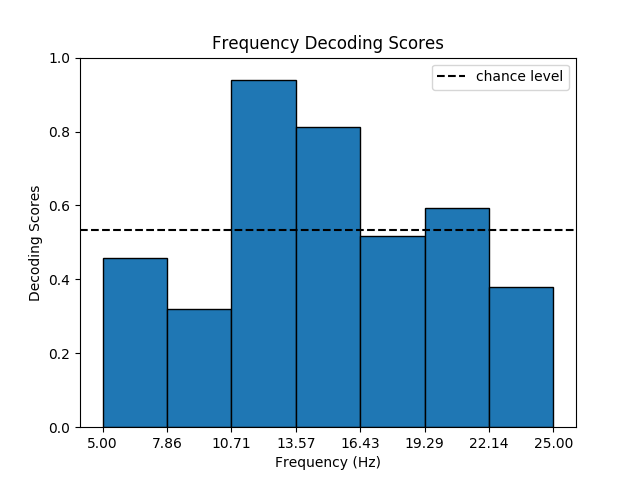 Frequency Decoding Scores
chance level
Decoding Scores
1.0
0.8
0.6
0.4
0.2
0.0
5.00 7.86 10.71 13.57 16.43 19.29 22.14 25.00
Frequency (Hz)